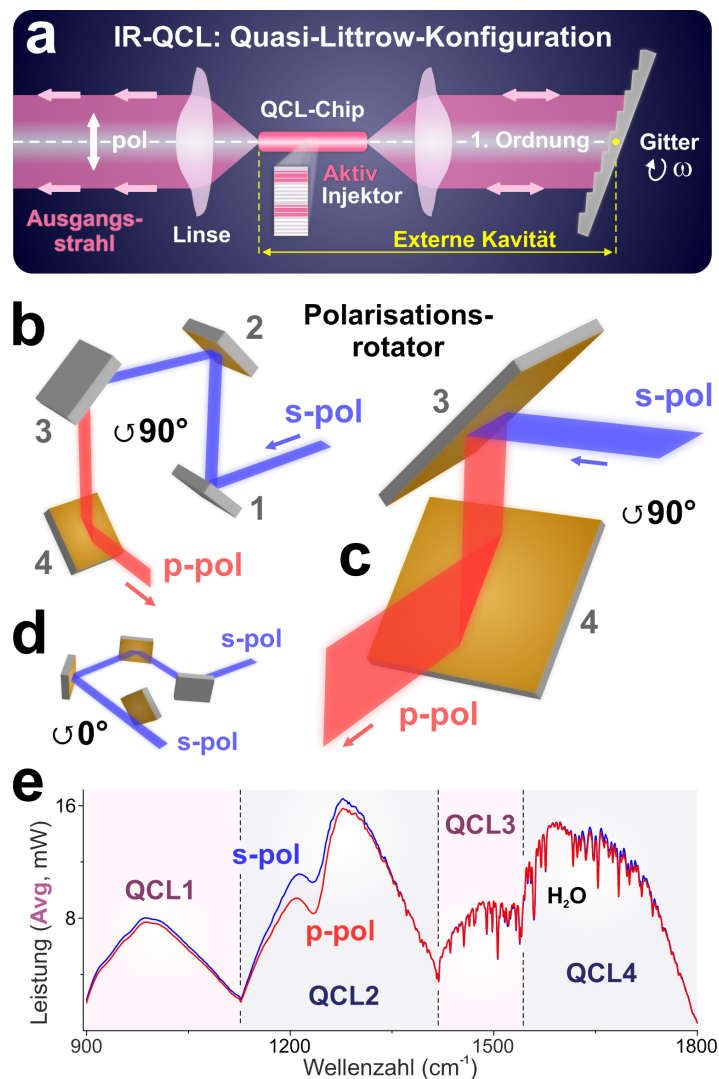 a
IR-QCL: Quasi-Littrow-Konfiguration
QCL-Chip
pol
1. Ordnung
Gitter
ω
Aktiv
Injektor
Ausgangs-
strahl
Linse
Externe Kavität
b
Polarisations-
rotator
2
3
↺90°
s-pol
1
4
p-pol
3
s-pol
↺90°
c
4
p-pol
d
s-pol
↺0°
s-pol
e
Leistung (Avg, mW)
16
8
QCL1
s-pol
p-pol
QCL2
QCL3
H₂O
QCL4
900
1200
1500
1800
Wellenzahl (cm⁻¹)